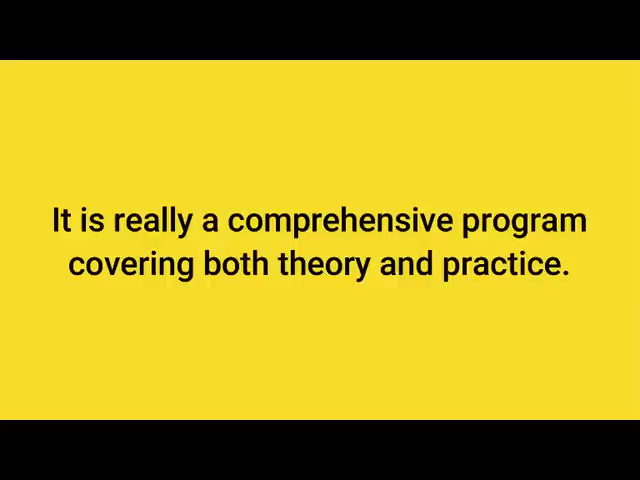 It is really a comprehensive program
covering both theory and practice.